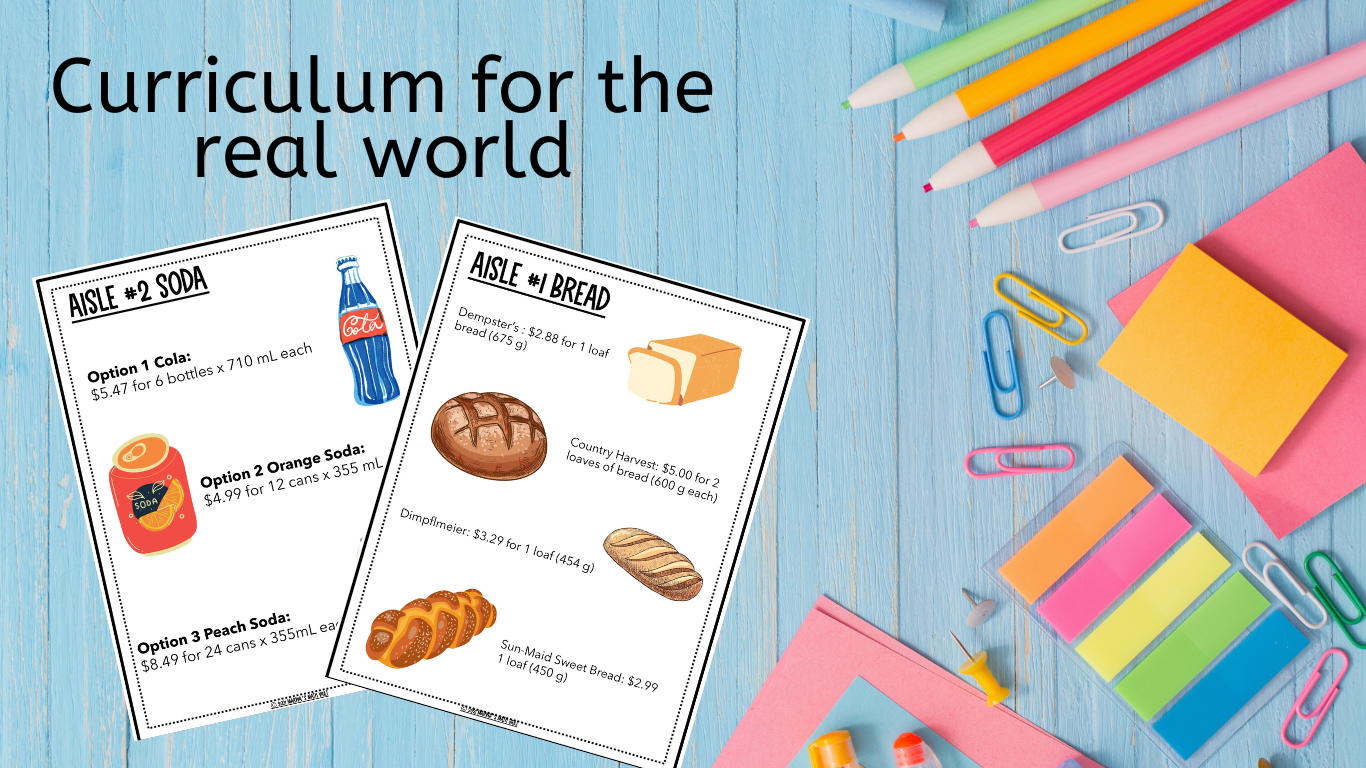 Curriculum for the
real world
AISLE #2 SODA
Option 1 Cola:
$5.47 for 6 bottles x 710 mL each
Cola
Option 2 Orange Soda:
$4.99 for 12 cans x 355 mL
SODA
Option 3 Peach Soda:
$8.49 for 24 cans x 355mL
AISLE #1 BREAD
Dempster's : $2.88 for 1 loaf
bread (675 g)
Country Harvest: $5.00 for 2
loaves of bread (600 g each)
Dimpflmeier: $3.29 for 1 loaf (454 g)
Sun-Maid Sweet Bread: $2.99
1 loaf (450 g)